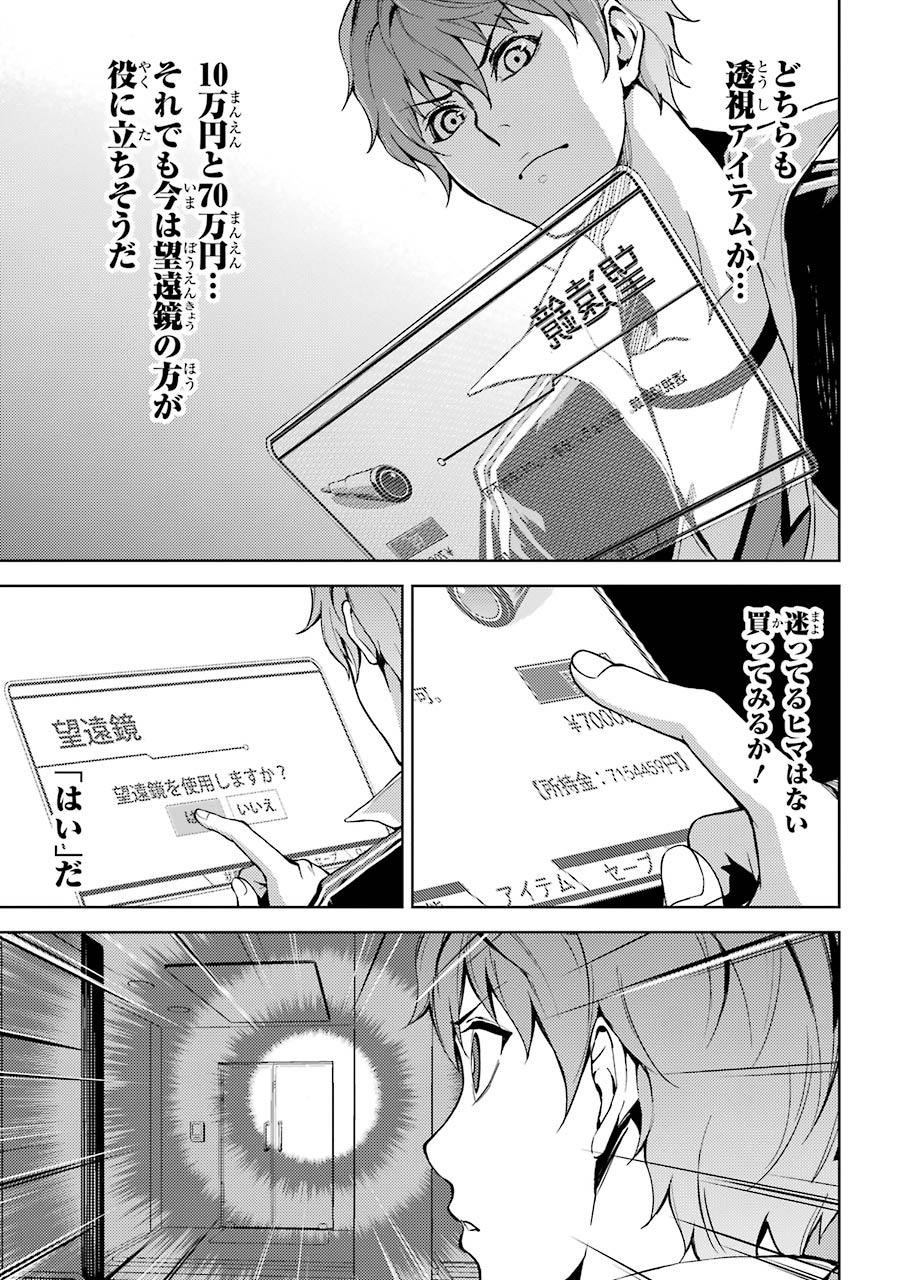 どちらも
透視アイテムか…
10万円と70万円…
それでも今は望遠鏡の方が
役に立ちそうだ
望遠鏡
迷ってるヒマはない
買ってみるか!
可。
¥7000
【所持金:7154459円】
アイテム
セーブ
望遠鏡
望遠鏡を使用しますか?
は
いいえ
「はい」だ